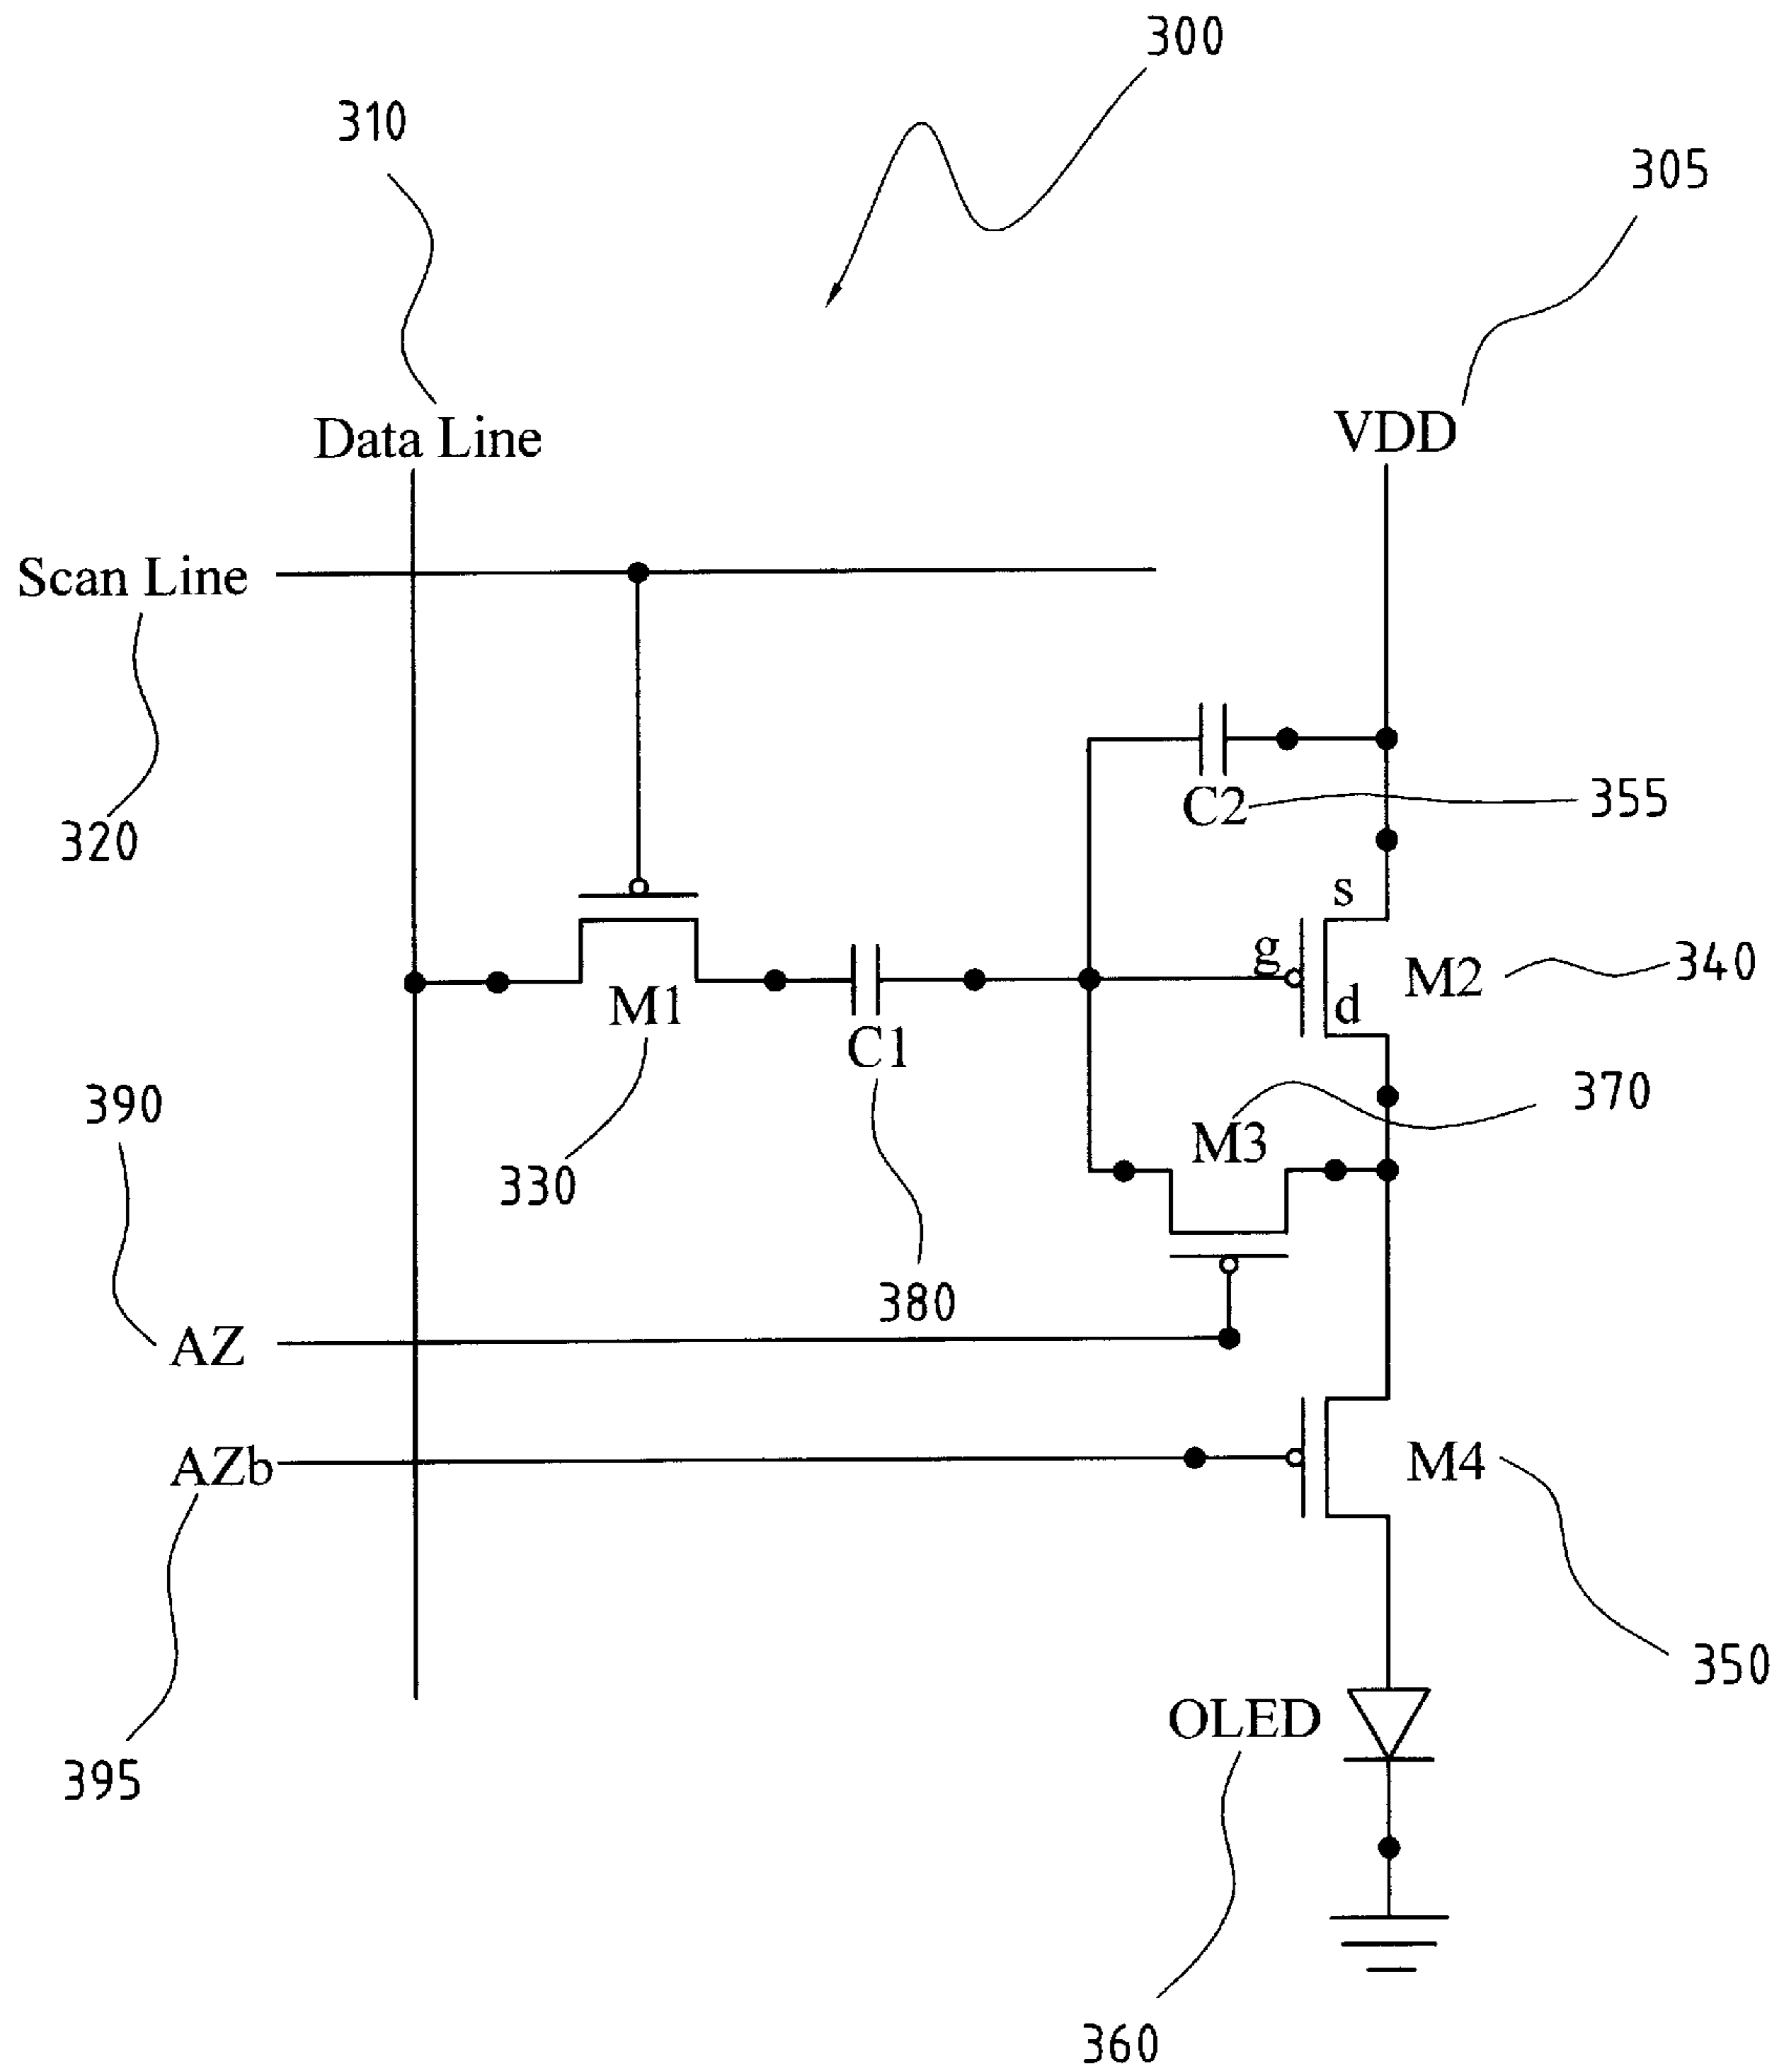 300
310
305
Data Line
VDD
Scan Line
C2
355
320
s
g
M2
340
d
M1
C1
390
M3
370
330
380
AZ
AZb
M4
350
OLED
395
360